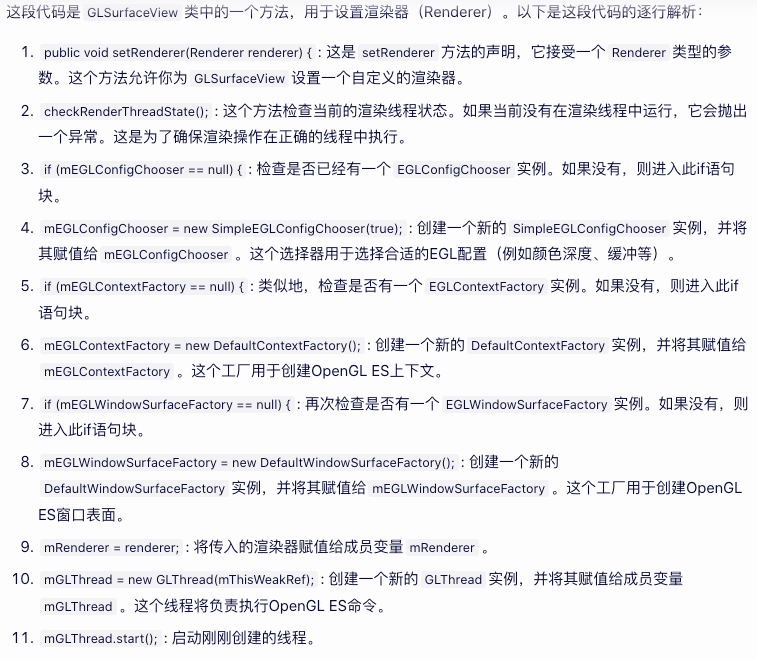 这段代码是 GLSurfaceView 类中的一个方法，用于设置渲染器（Renderer）。以下是这段代码的逐行解析：
1. public void setRenderer(Renderer renderer) { : 这是 setRenderer 方法的声明，它接受一个 Renderer 类型的参
数。这个方法允许你为 GLSurfaceView 设置一个自定义的渲染器。
2. checkRenderThreadState(); : 这个方法检查当前的渲染线程状态。如果当前没有在渲染线程中运行，它会抛出
一个异常。这是为了确保渲染操作在正确的线程中执行。
3. if (mEGLConfigChooser == null) { : 检查是否已经有一个 EGLConfigChooser 实例。如果没有，则进入此if语句
块。
4. mEGLConfigChooser = new SimpleEGLConfigChooser(true); : 创建一个新的 SimpleEGLConfigChooser 实例，并将
其赋值给 mEGLConfigChooser 。这个选择器用于选择合适的EGL配置（例如颜色深度、缓冲等）。
5. if (mEGLContextFactory == null) { : 类似地，检查是否有一个 EGLContextFactory 实例。如果没有，则进入此if
语句块。
6. mEGLContextFactory = new DefaultContextFactory(); : 创建一个新的 DefaultContextFactory 实例，并将其赋值给
mEGLContextFactory 。这个工厂用于创建OpenGL ES上下文。
7. if (mEGLWindowSurfaceFactory == null) { : 再次检查是否有一个 EGLWindowSurfaceFactory 实例。如果没有，则
进入此if语句块。
8. mEGLWindowSurfaceFactory = new DefaultWindowSurfaceFactory(); : 创建一个新的
DefaultWindowSurfaceFactory 实例，并将其赋值给 mEGLWindowSurfaceFactory 。这个工厂用于创建OpenGL
ES窗口表面。
9. mRenderer = renderer; : 将传入的渲染器赋值给成员变量 mRenderer 。
10. mGLThread = new GLThread(mThisWeakRef); : 创建一个新的 GLThread 实例，并将其赋值给成员变量
mGLThread 。这个线程将负责执行OpenGL ES命令。
11. mGLThread.start(); : 启动刚刚创建的线程。